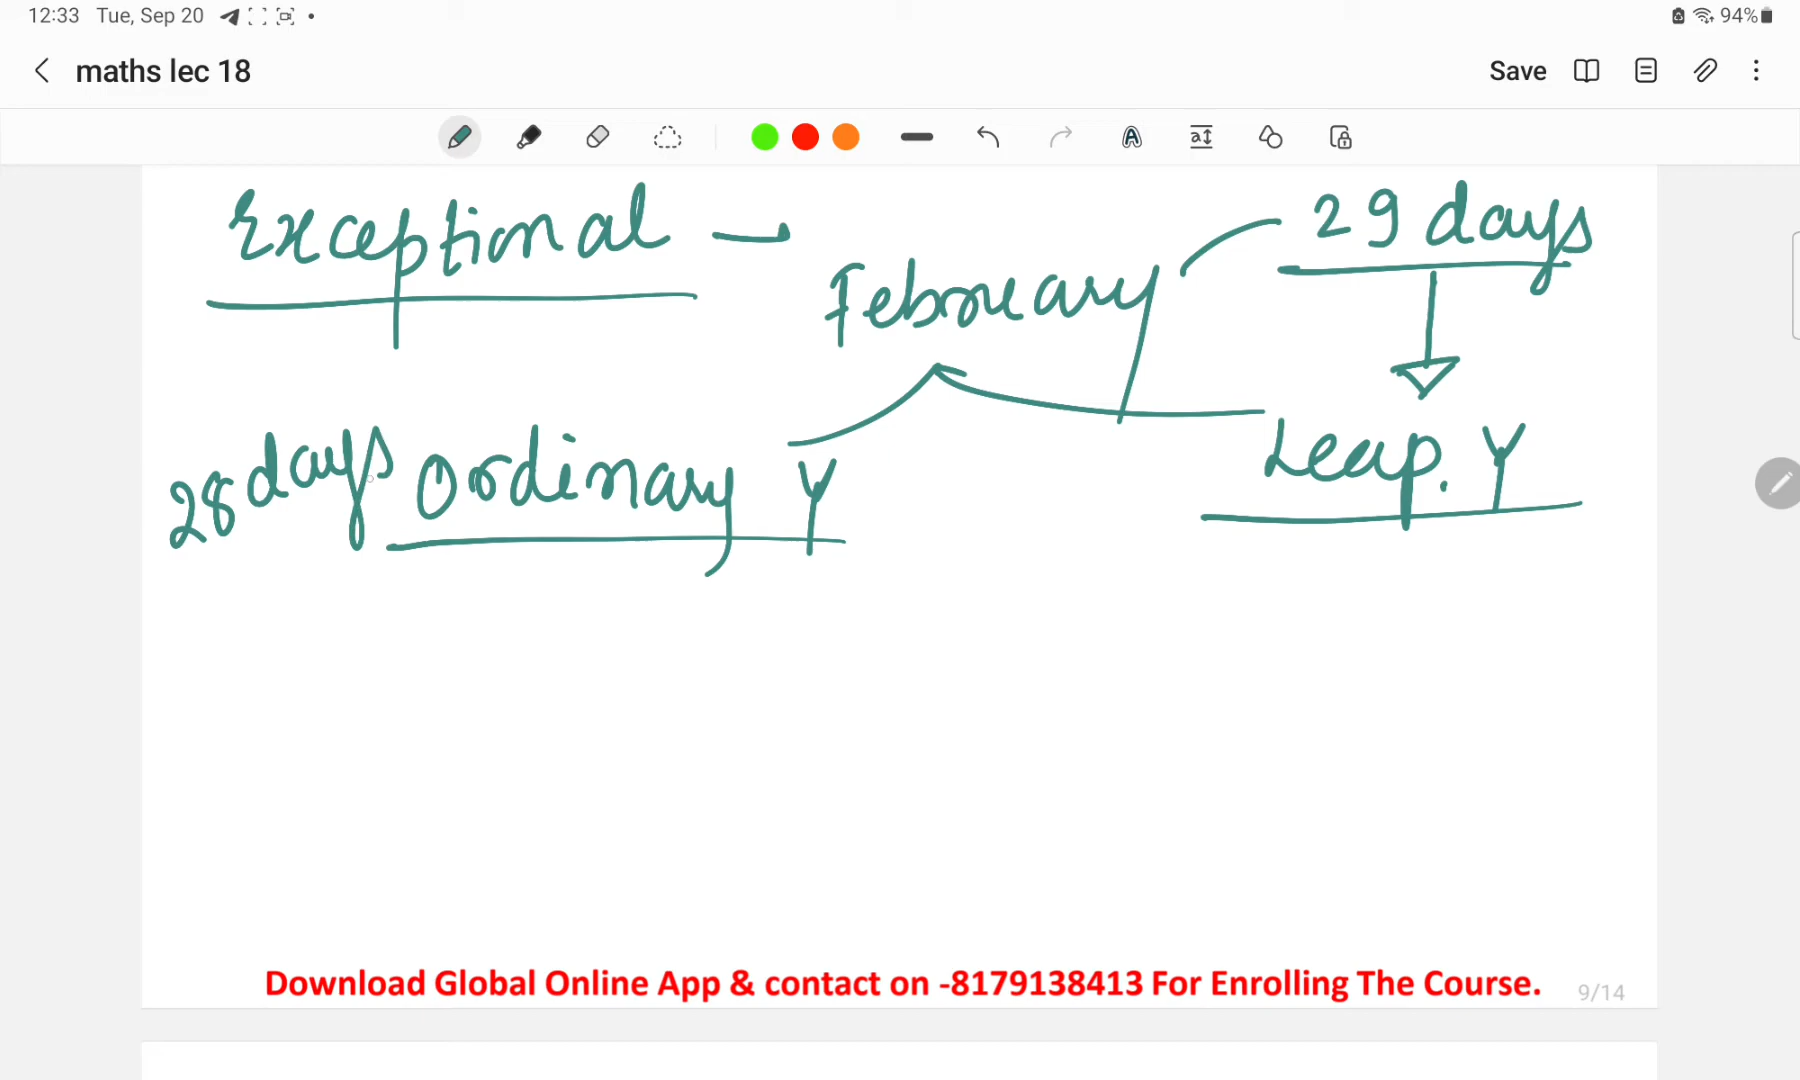 12:33 Tue, Sep 20
94%
maths lec 18
Save
Exceptional
29 days
February
28 days Ordinary Y
Leap. Y
Download Global Online App & contact on -8179138413 For Enrolling The Course.
9/14